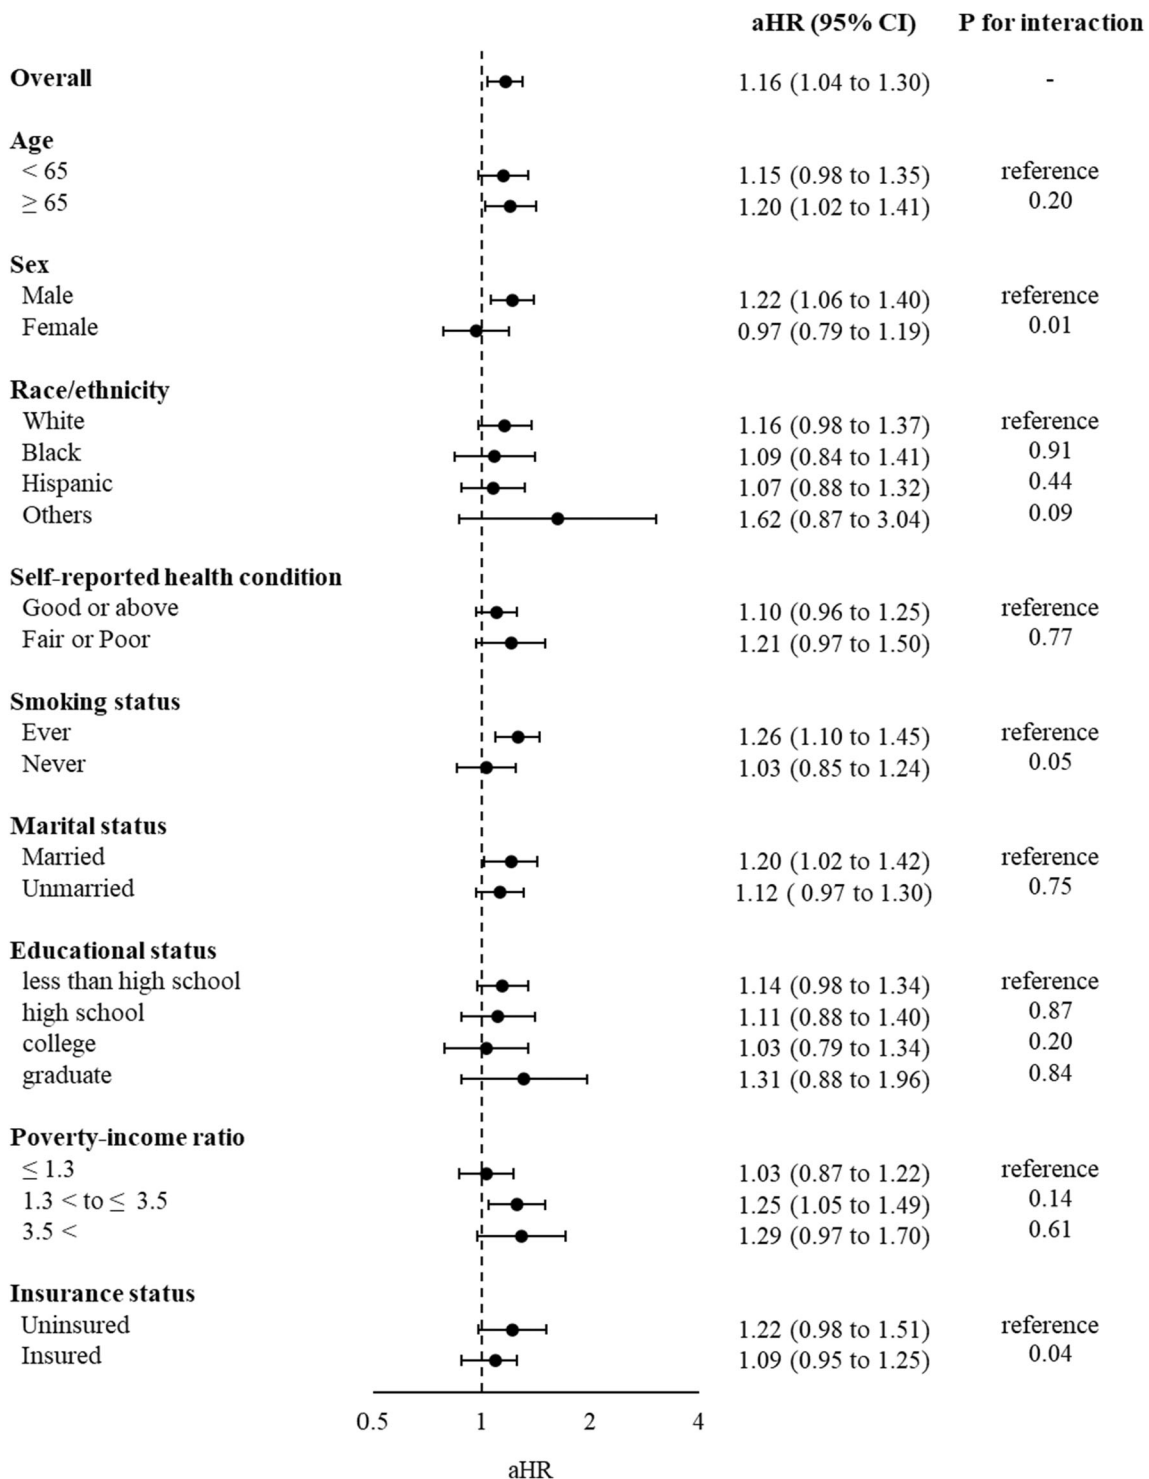 aHR (95% CI) P for interaction
Overall 1.16 (1.04 to 1.30) -
Age
< 65 1.15 (0.98 to 1.35) reference
≥ 65 1.20 (1.02 to 1.41) 0.20
Sex
Male 1.22 (1.06 to 1.40) reference
Female 0.97 (0.79 to 1.19) 0.01
Race/ethnicity
White 1.16 (0.98 to 1.37) reference
Black 1.09 (0.84 to 1.41) 0.91
Hispanic 1.07 (0.88 to 1.32) 0.44
Others 1.62 (0.87 to 3.04) 0.09
Self-reported health condition
Good or above 1.10 (0.96 to 1.25) reference
Fair or Poor 1.21 (0.97 to 1.50) 0.77
Smoking status
Ever 1.26 (1.10 to 1.45) reference
Never 1.03 (0.85 to 1.24) 0.05
Marital status
Married 1.20 (1.02 to 1.42) reference
Unmarried 1.12 ( 0.97 to 1.30) 0.75
Educational status
less than high school 1.14 (0.98 to 1.34) reference
high school 1.11 (0.88 to 1.40) 0.87
college 1.03 (0.79 to 1.34) 0.20
graduate 1.31 (0.88 to 1.96) 0.84
Poverty-income ratio
≤ 1.3 1.03 (0.87 to 1.22) reference
1.3 < to ≤ 3.5 1.25 (1.05 to 1.49) 0.14
3.5 < 1.29 (0.97 to 1.70) 0.61
Insurance status
Uninsured 1.22 (0.98 to 1.51) reference
Insured 1.09 (0.95 to 1.25) 0.04
0.5 1 2 4
aHR